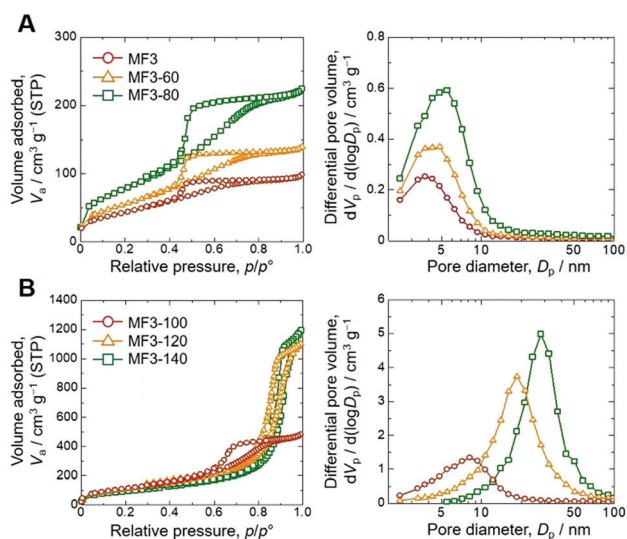 A
Volume adsorbed,
Va / cm3 g–1 (STP)
300
200
100
0
MF3
MF3-60
MF3-80
0 0.2 0.4 0.6 0.8 1.0
Relative pressure, p/p°
Differential pore volume,
dVp / d(logDp) / cm3 g–1
0.8
0.6
0.4
0.2
0
10 100
Pore diameter, Dp / nm
B
Volume adsorbed,
Va / cm3 g–1 (STP)
1400
1200
1000
800
600
400
200
0
MF3-100
MF3-120
MF3-140
0 0.2 0.4 0.6 0.8 1.0
Relative pressure, p/p°
Differential pore volume,
dVp / d(logDp) / cm3 g–1
6
5
4
3
2
1
0
10 50 100
Pore diameter, Dp / nm